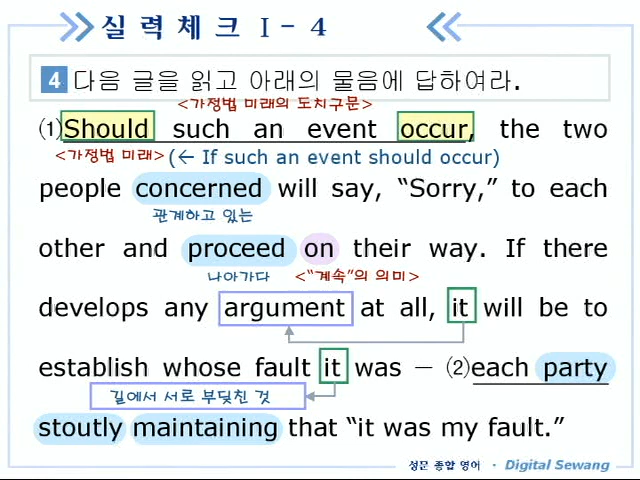 실 력 체 크 Ⅰ - 4
4 다음 글을 읽고 아래의 물음에 답하여라.
<가정법 미래의 도치구문>
⑴Should such an event occur, the two
<가정법 미래> (← If such an event should occur)
people concerned will say, “Sorry,” to each
관계하고 있는
other and proceed on their way. If there
나아가다 <“계속”의 의미>
develops any argument at all, it will be to
establish whose fault it was － ⑵each party
길에서 서로 부딪친 것
stoutly maintaining that “it was my fault.”
정문 종합 영어 · Digital Sewang